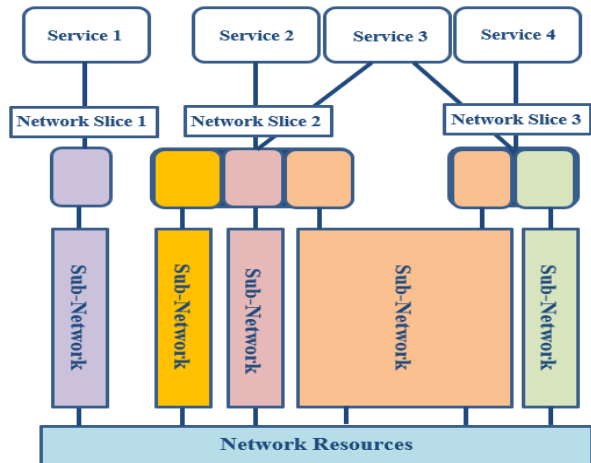 Service 1
Service 2
Service 3
Service 4
Network Slice 1
Network Slice 2
Network Slice 3
Sub-Network
Sub-Network
Sub-Network
Sub-Network
Sub-Network
Network Resources